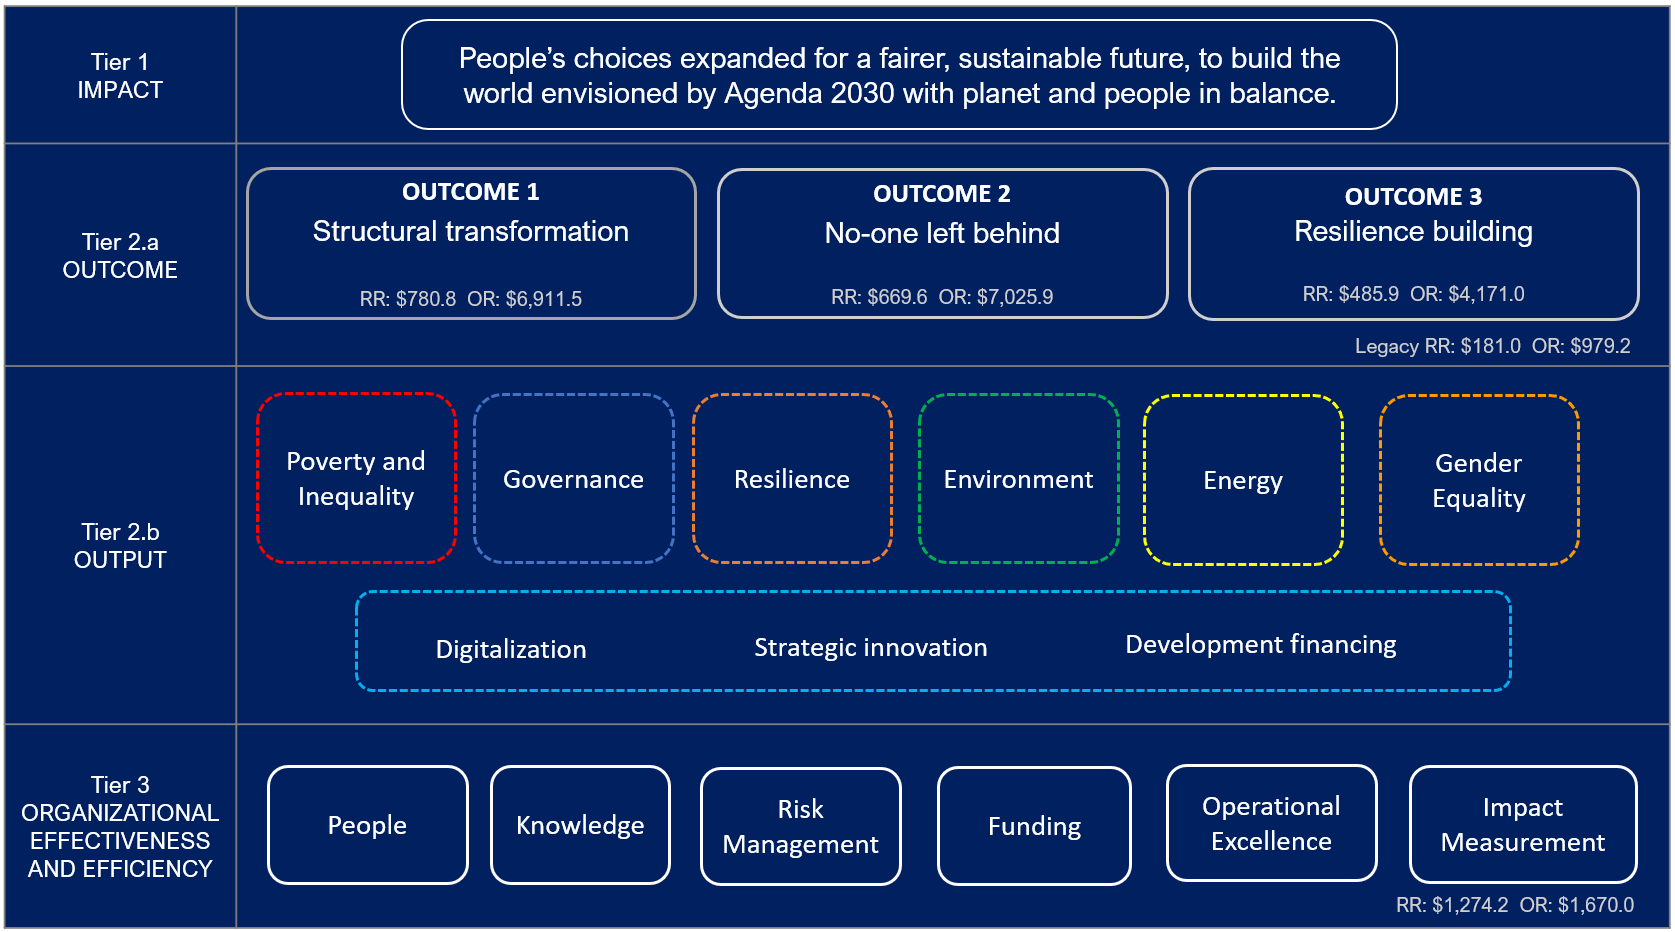 Tier 1
IMPACT
People’s choices expanded for a fairer, sustainable future, to build the
world envisioned by Agenda 2030 with planet and people in balance.
Tier 2.a
OUTCOME
OUTCOME 1
Structural transformation
RR: $780.8 OR: $6,911.5
OUTCOME 2
No-one left behind
RR: $669.6 OR: $7,025.9
OUTCOME 3
Resilience building
RR: $485.9 OR: $4,171.0
Legacy RR: $181.0 OR: $979.2
Tier 2.b
OUTPUT
Poverty and
Inequality
Governance
Resilience
Environment
Energy
Gender
Equality
Digitalization
Strategic innovation
Development financing
Tier 3
ORGANIZATIONAL
EFFECTIVENESS
AND EFFICIENCY
People
Knowledge
Risk
Management
Funding
Operational
Excellence
Impact
Measurement
RR: $1,274.2 OR: $1,670.0